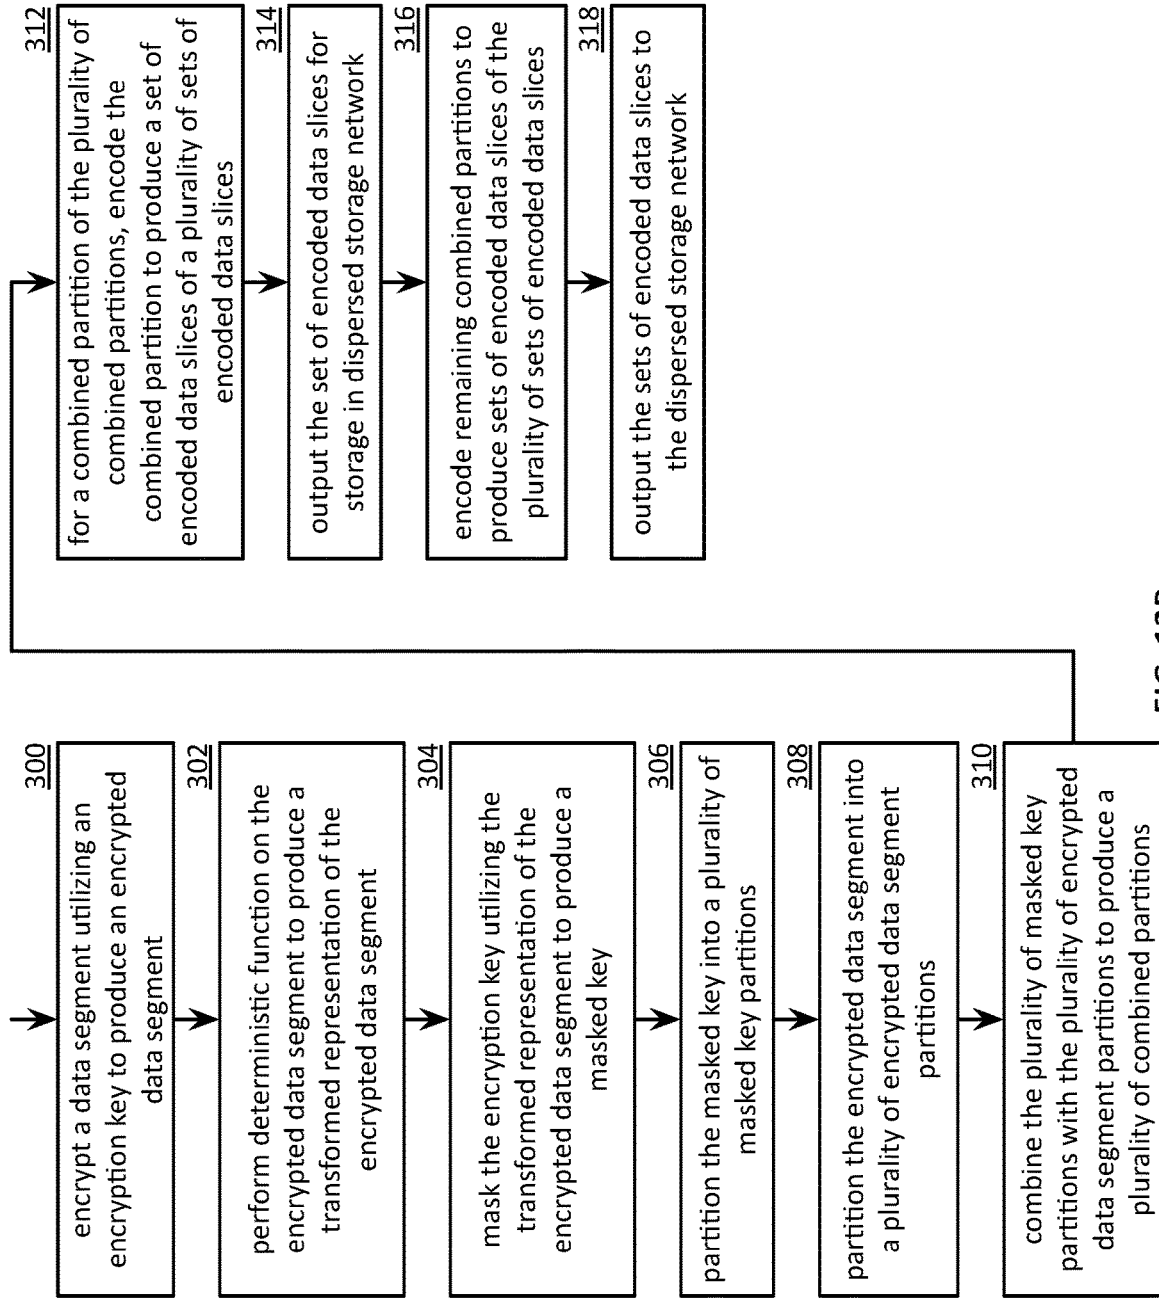 300
encrypt a data segment utilizing an
encryption key to produce an encrypted
data segment
302
perform deterministic function on the
encrypted data segment to produce a
transformed representation of the
encrypted data segment
304
mask the encryption key utilizing the
transformed representation of the
encrypted data segment to produce a
masked key
306
partition the masked key into a plurality of
masked key partitions
308
partition the encrypted data segment into
a plurality of encrypted data segment
partitions
310
combine the plurality of masked key
partitions with the plurality of encrypted
data segment partitions to produce a
plurality of combined partitions
312
for a combined partition of the plurality of
combined partitions, encode the
combined partition to produce a set of
encoded data slices of a plurality of sets of
encoded data slices
314
output the set of encoded data slices for
storage in dispersed storage network
316
encode remaining combined partitions to
produce sets of encoded data slices of the
plurality of sets of encoded data slices
318
output the sets of encoded data slices to
the dispersed storage network
FIG.